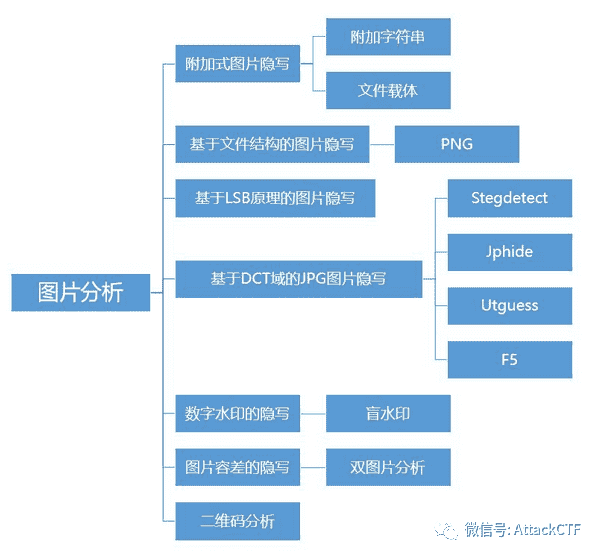 图片分析
附加式图片隐写
附加字符串
文件载体
基于文件结构的图片隐写
PNG
基于LSB原理的图片隐写
基于DCT域的JPG图片隐写
Stegdetect
Jphide
Utguess
F5
数字水印的隐写
盲水印
图片容差的隐写
双图片分析
二维码分析
微信号: AttackCTF